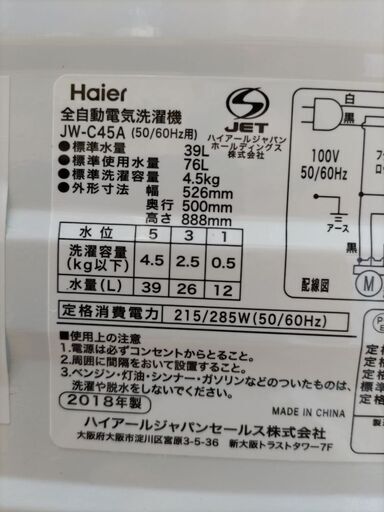 Haier
全自動電気洗濯機
JW-C45A (50/60Hz用)
JET
ハイアールジャパン
ホールディングス
株式会社
●標準水量 39L
●標準使用水量 76L
●標準洗濯容量 4.5kg
●外形寸法 幅 526mm
奥行 500mm
高さ 888mm
白
黒
100V
50/60Hz
アース
黒
M
配線図
水位 5 3 1
洗濯容量(kg以下) 4.5 2.5 0.5
水量(L) 39 26 12
定格消費電力 215/285W(50/60Hz)
■使用上の注意
1.電源は必ずコンセントからとること。
2.周囲に間隔をおいて設置すること。
3.ベンジン・灯油・シンナー・ガソリンなどのついたものは、
洗濯や脱水をしないでください。
2018年製
MADE IN CHINA
ハイアールジャパンセールス株式会社
大阪府大阪市淀川区宮原3-5-36 新大阪トラストタワー7F